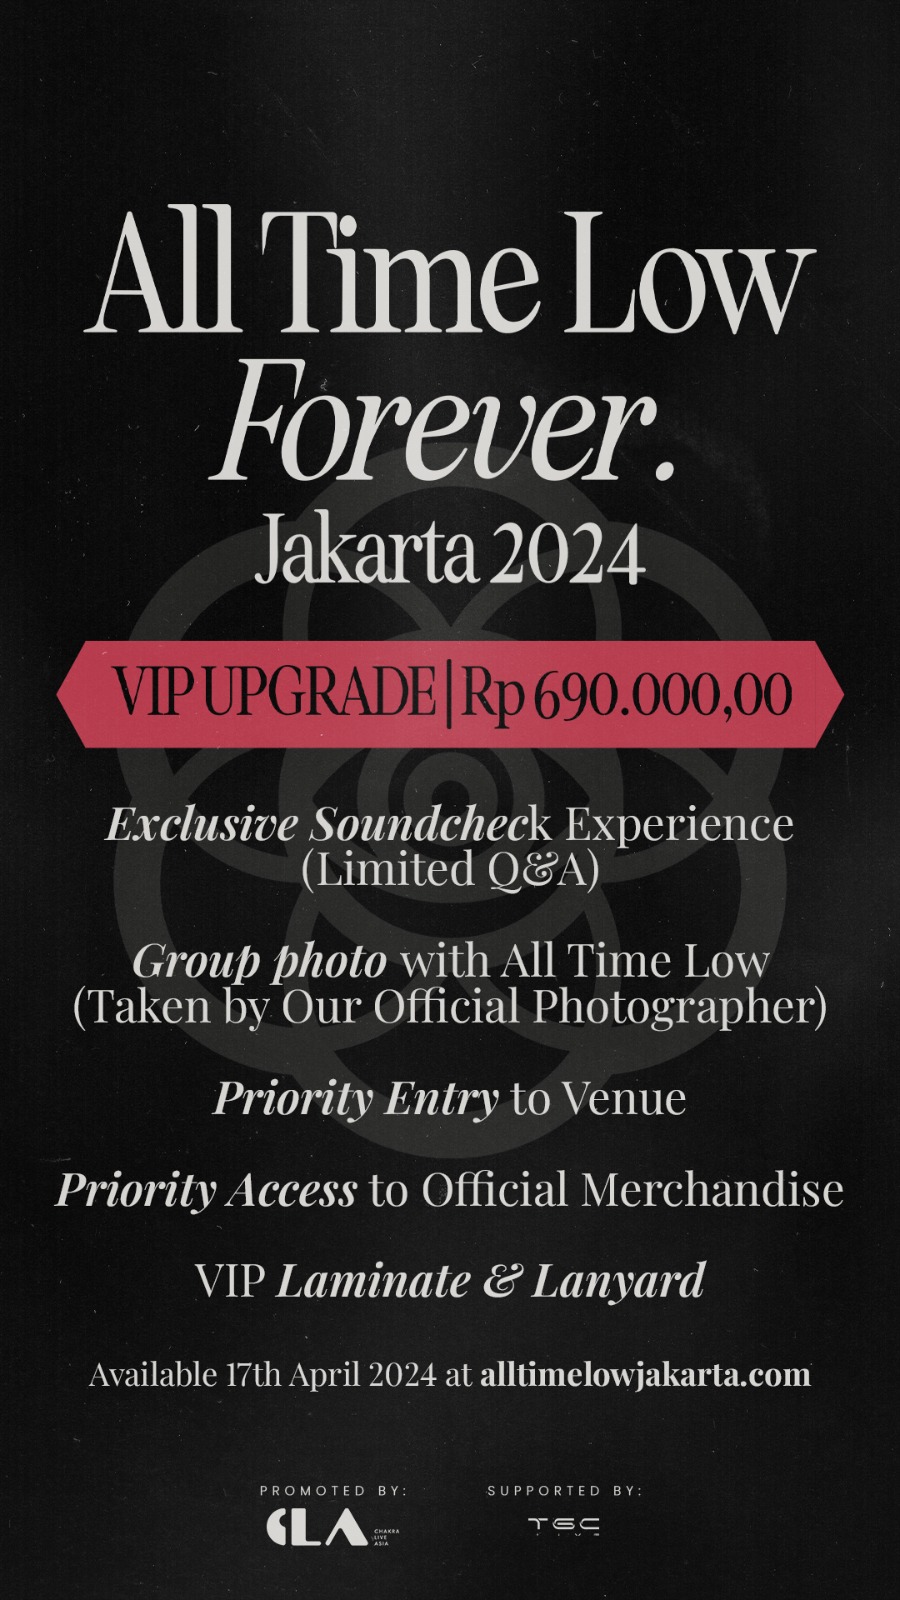 All Time Low
Forever.
Jakarta 2024
VIP UPGRADE | Rp 690.000,00
Exclusive Soundcheck Experience
(Limited Q&A)
Group photo with All Time Low
(Taken by Our Official Photographer)
Priority Entry to Venue
Priority Access to Official Merchandise
VIP Laminate & Lanyard
Available 17th April 2024 at alltimelowjakarta.com
PROMOTED BY:
SUPPORTED BY:
CLA
CHAKRA
LIVE
ASIA
TGC
LIVE